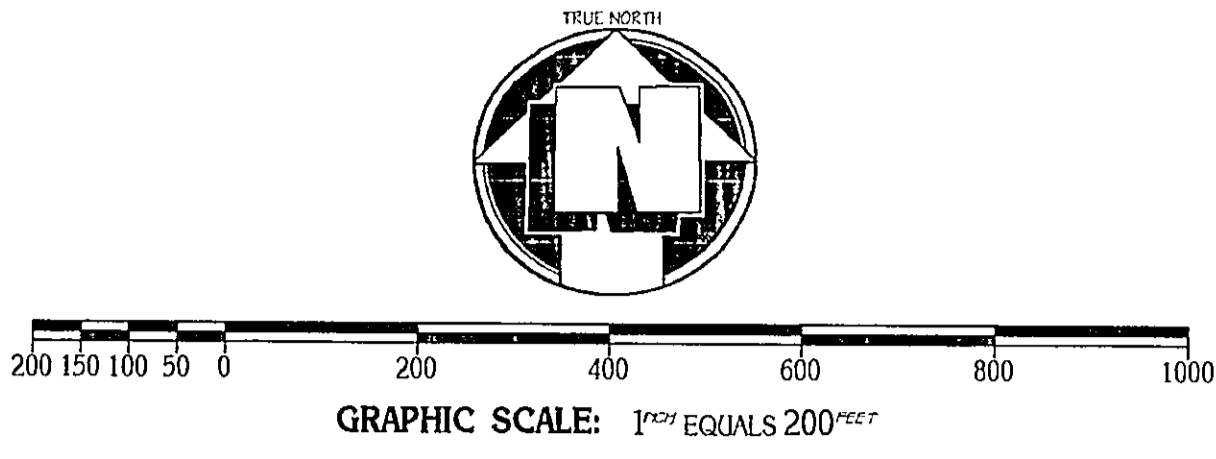 TRUE NORTH
N
200 150 100 50 0 200 400 600 800 1000
GRAPHIC SCALE: 1INCH EQUALS 200FEET